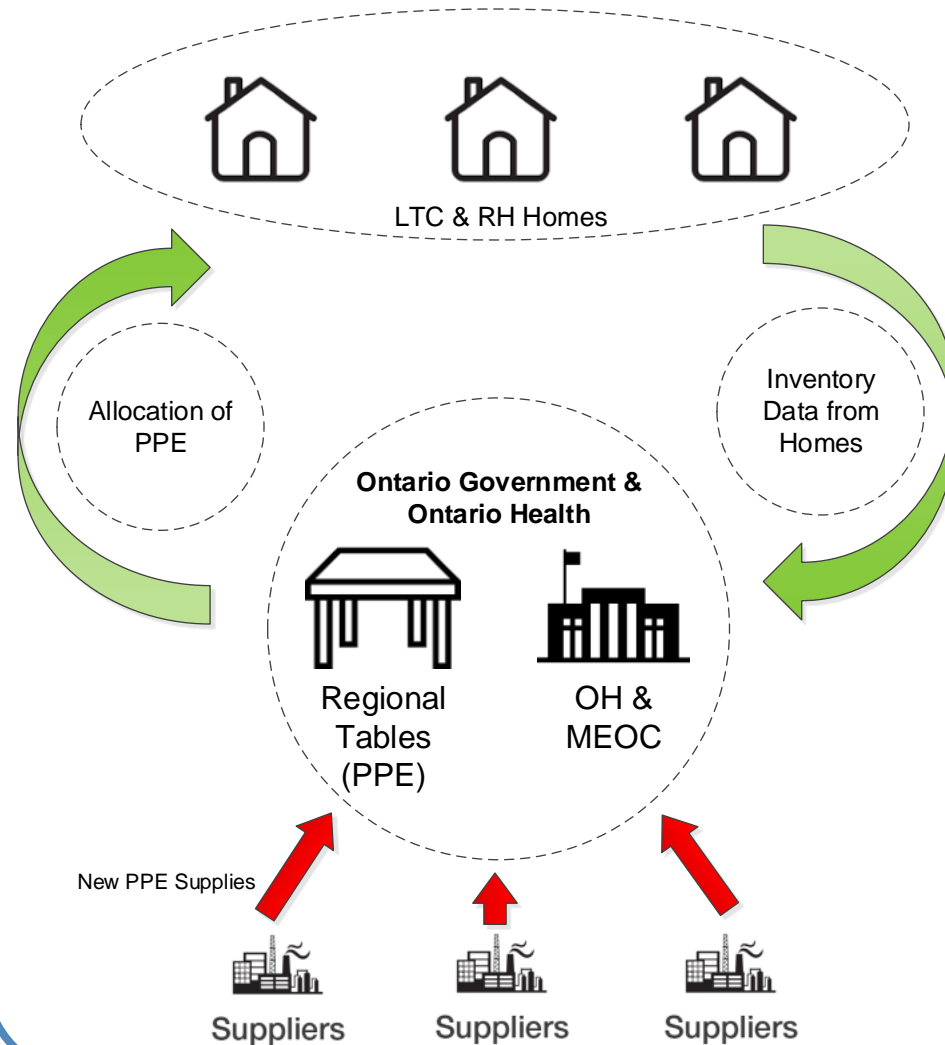 LTC & RH Homes
Allocation of
PPE
Inventory
Data from
Homes
Ontario Government &
Ontario Health
Regional
Tables
(PPE)
OH &
MEOC
New PPE Supplies
Suppliers
Suppliers
Suppliers